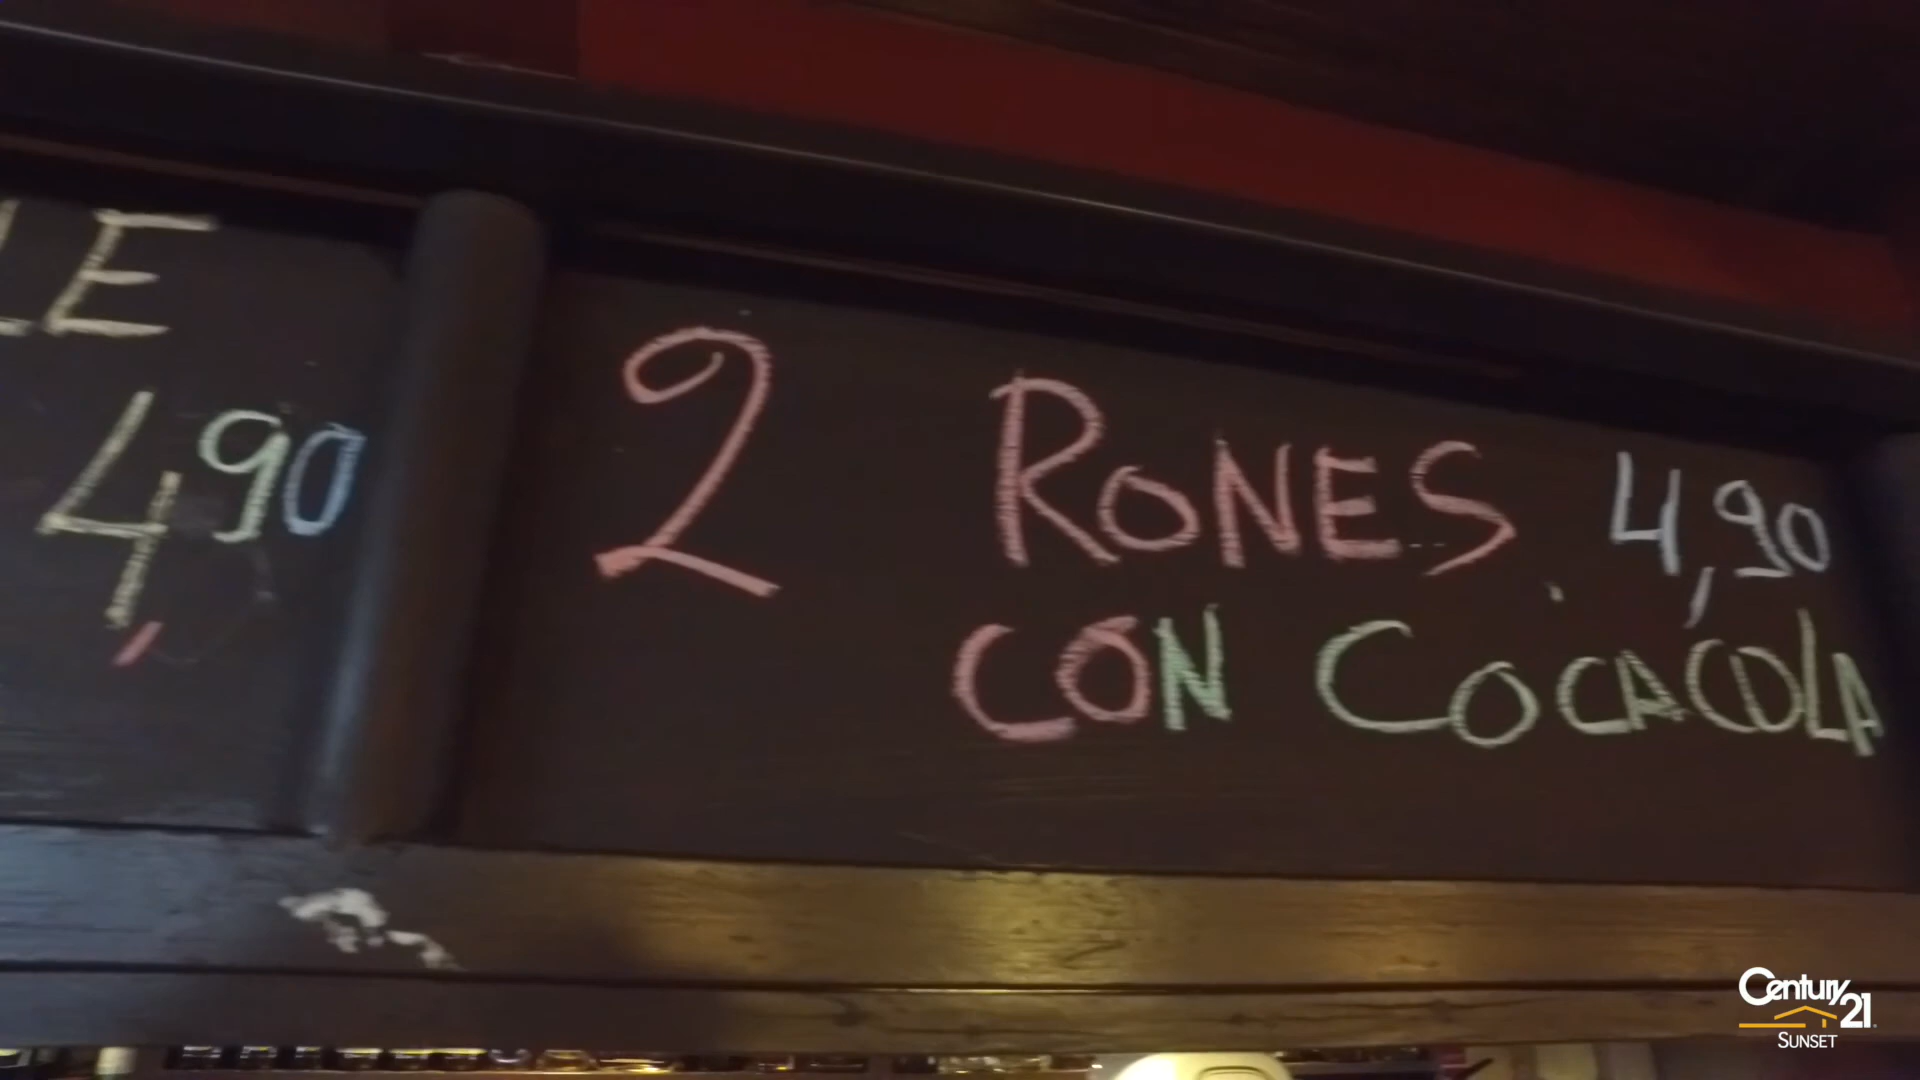 LE
4,90
2 RONES 4,90
CON COCACOLA
Century 21
SUNSET